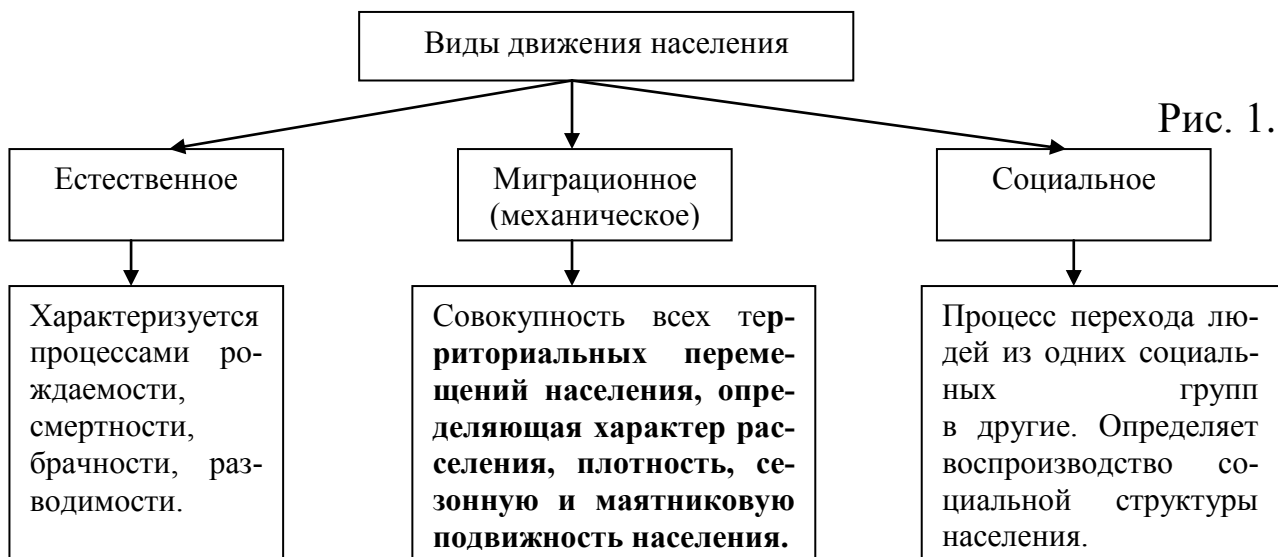 Виды движения населения
Рис. 1.
Естественное
Миграционное
(механическое)
Социальное
Характеризуется
процессами ро-
ждаемости,
смертности,
брачности, раз-
водимости.
Совокупность всех тер-
риториальных переме-
щений населения, опре-
деляющая характер рас-
селения, плотность, се-
зонную и маятниковую
подвижность населения.
Процесс перехода лю-
дей из одних социаль-
ных групп
в другие. Определяет
воспроизводство со-
циальной структуры
населения.